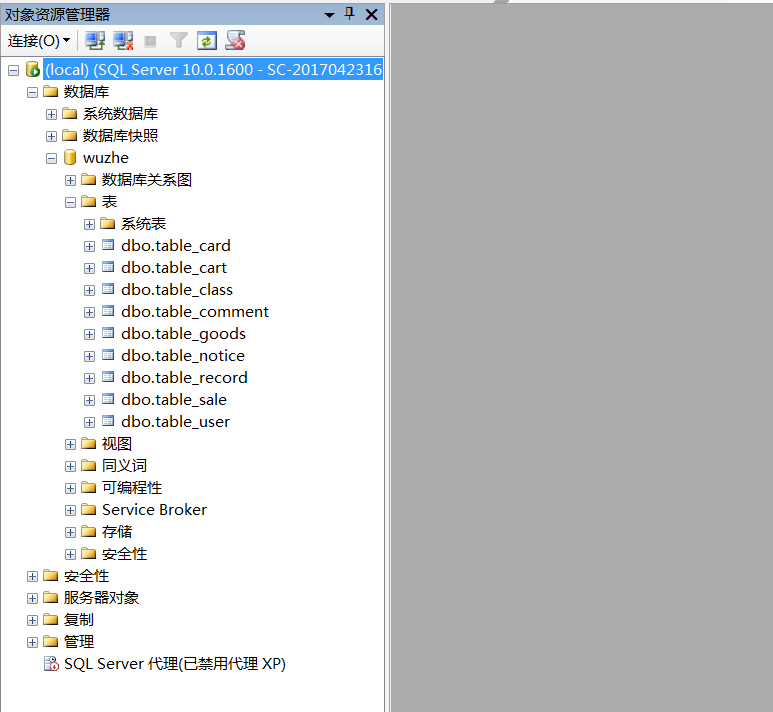 对象资源管理器
连接(O)
(local) (SQL Server 10.0.1600 - SC-2017042316
数据库
系统数据库
数据库快照
wuzhe
数据库关系图
表
系统表
dbo.table_card
dbo.table_cart
dbo.table_class
dbo.table_comment
dbo.table_goods
dbo.table_notice
dbo.table_record
dbo.table_sale
dbo.table_user
视图
同义词
可编程性
Service Broker
存储
安全性
安全性
服务器对象
复制
管理
SQL Server 代理(已禁用代理 XP)